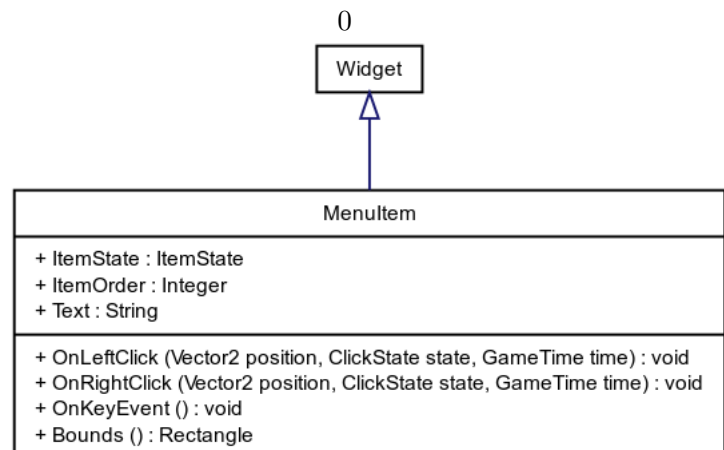 0
Widget
MenuItem
+ ItemState : ItemState
+ ItemOrder : Integer
+ Text : String
+ OnLeftClick (Vector2 position, ClickState state, GameTime time) : void
+ OnRightClick (Vector2 position, ClickState state, GameTime time) : void
+ OnKeyEvent () : void
+ Bounds () : Rectangle